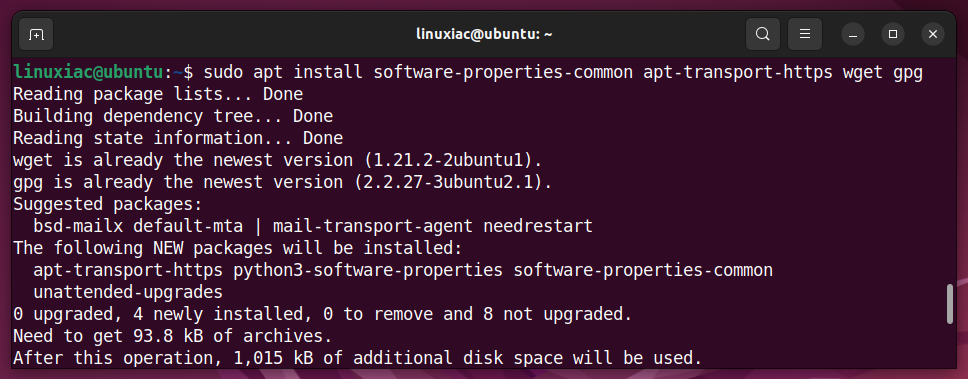 linuxiac@ubuntu: ~
linuxiac@ubuntu:~$ sudo apt install software-properties-common apt-transport-https wget gpg
Reading package lists... Done
Building dependency tree... Done
Reading state information... Done
wget is already the newest version (1.21.2-2ubuntu1).
gpg is already the newest version (2.2.27-3ubuntu2.1).
Suggested packages:
  bsd-mailx default-mta | mail-transport-agent needrestart
The following NEW packages will be installed:
  apt-transport-https python3-software-properties software-properties-common
  unattended-upgrades
0 upgraded, 4 newly installed, 0 to remove and 8 not upgraded.
Need to get 93.8 kB of archives.
After this operation, 1,015 kB of additional disk space will be used.